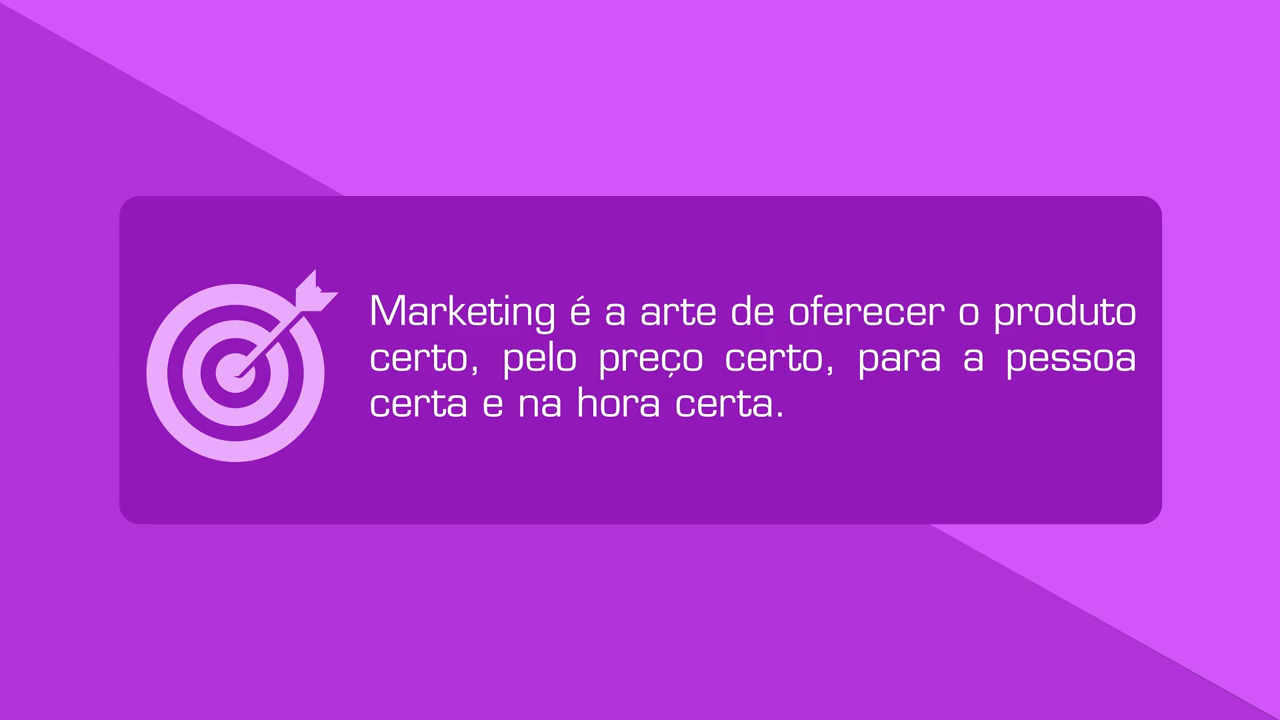 Marketing é a arte de oferecer o produto
certo, pelo preço certo, para a pessoa
certa e na hora certa.